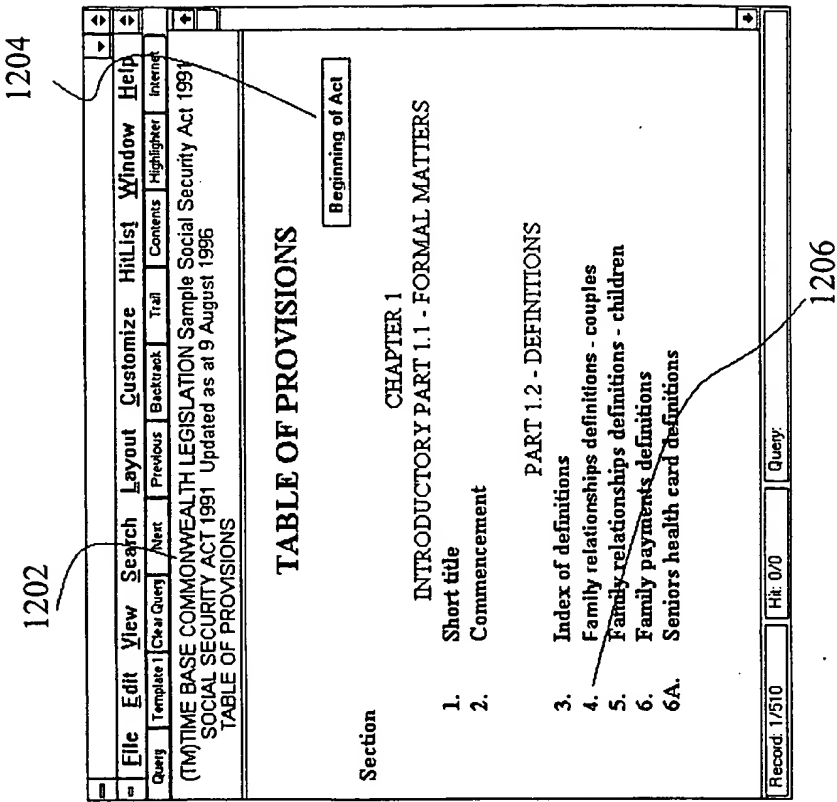 1202
1204
File Edit View Search Layout Customize HitList Window Help
Query Template 1 Clear Query Next Previous Backtrack Trail Contents Highlighter Internet
(TM)TIME BASE COMMONWEALTH LEGISLATION Sample Social Security Act 1991
SOCIAL SECURITY ACT 1991 Updated as at 9 August 1996
TABLE OF PROVISIONS
TABLE OF PROVISIONS
Beginning of Act
CHAPTER 1
INTRODUCTORY PART 1.1 - FORMAL MATTERS
Section
1. Short title
2. Commencement
PART 1.2 - DEFINITIONS
3. Index of definitions
4. Family relationships definitions - couples
5. Family relationships definitions - children
6. Family payments definitions
6A. Seniors health card definitions
Record: 1/510 Hit: 0/0 Query:
1206